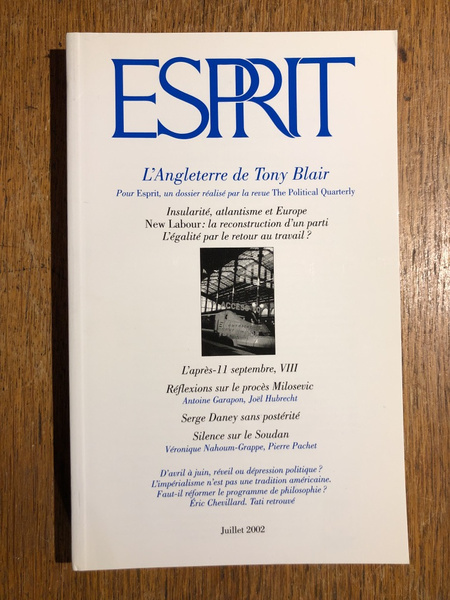 ESPRIT
L'Angleterre de Tony Blair
Pour Esprit, un dossier réalisé par la revue The Political Quarterly
Insularité, atlantisme et Europe
New Labour : la reconstruction d'un parti
L'égalité par le retour au travail ?
ACCES
L'après-11 septembre, VIII
Réflexions sur le procès Milosevic
Antoine Garapon, Joël Hubrecht
Serge Daney sans postérité
Silence sur le Soudan
Véronique Nahoum-Grappe, Pierre Pachet
D'avril à juin, réveil ou dépression politique ?
L'impérialisme n'est pas une tradition américaine.
Faut-il réformer le programme de philosophie ?
Éric Chevillard. Tati retrouvé
Juillet 2002